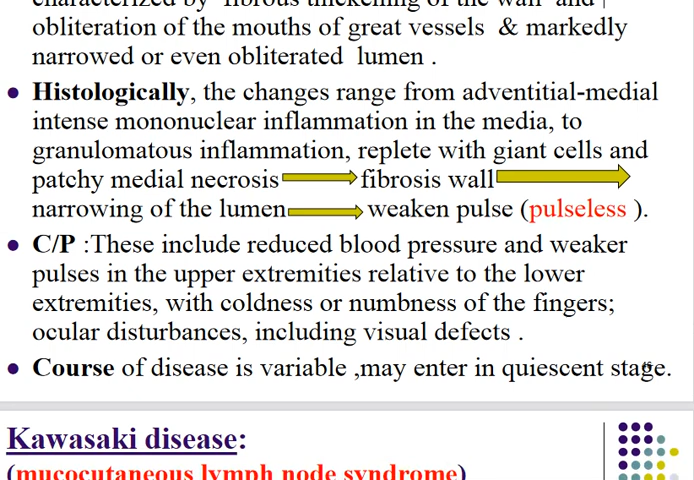 characterized by fibrous thickening of the wall and
obliteration of the mouths of great vessels & markedly
narrowed or even obliterated lumen .
Histologically, the changes range from adventitial-medial
intense mononuclear inflammation in the media, to
granulomatous inflammation, replete with giant cells and
patchy medial necrosis fibrosis wall
narrowing of the lumen weaken pulse (pulseless ).
C/P :These include reduced blood pressure and weaker
pulses in the upper extremities relative to the lower
extremities, with coldness or numbness of the fingers;
ocular disturbances, including visual defects .
Course of disease is variable ,may enter in quiescent stage.
Kawasaki disease:
(mucocutaneous lymph node syndrome)